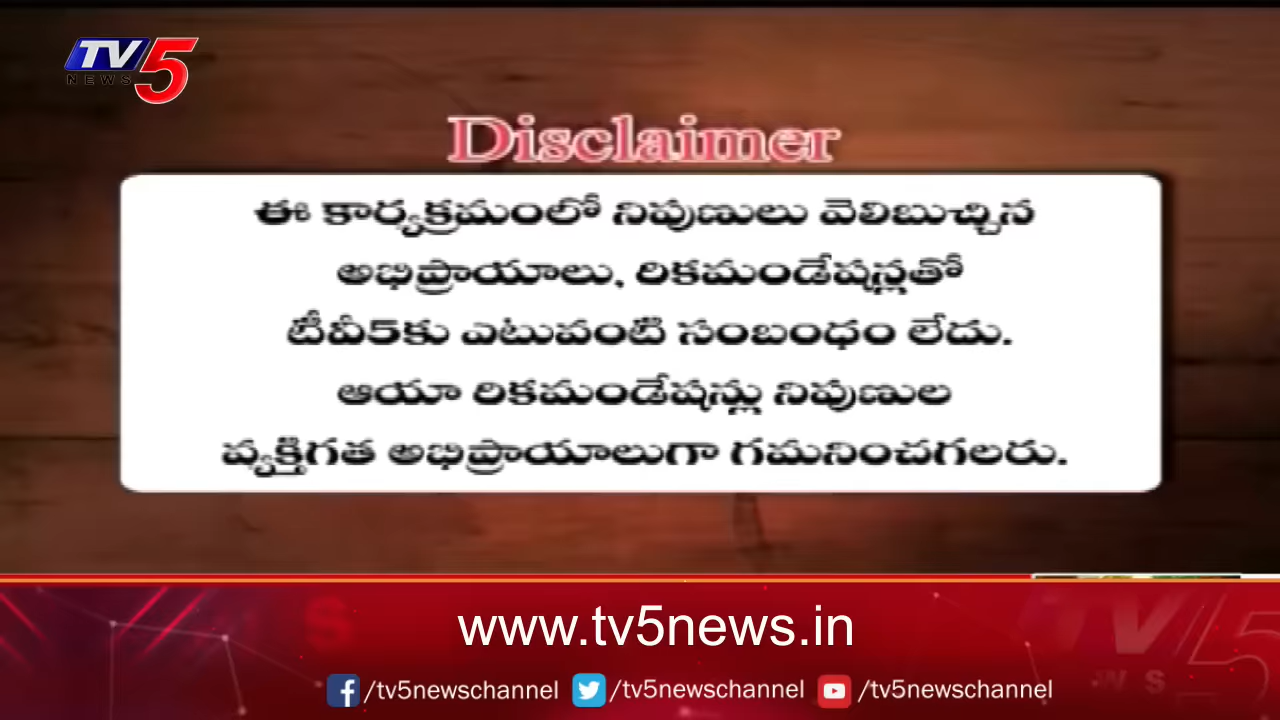 TV5
NEWS
Disclaimer
ఈ కార్యక్రమంలో నిపుణులు వెలిబుచ్చిన
అభిప్రాయాలు, రికమండేషన్లతో
టీవీ5కు ఎటువంటి సంబంధం లేదు.
ఆయా రికమండేషన్లు నిపుణుల
వ్యక్తిగత అభిప్రాయాలుగా గమనించగలరు.
www.tv5news.in
/tv5newschannel /tv5newschannel /tv5newschannel